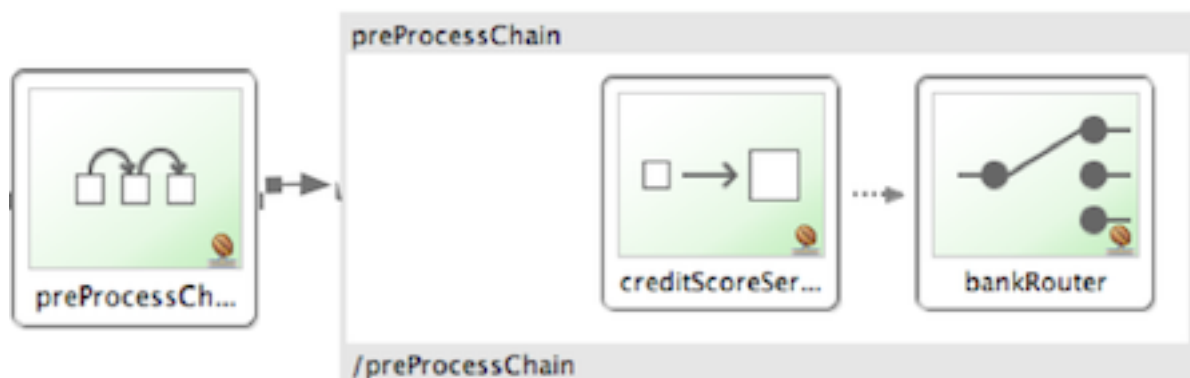 preProcessChain
preProcessCh...
creditScoreSer...
bankRouter
/preProcessChain